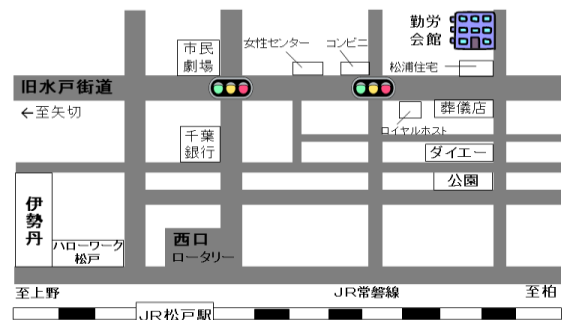 勤労
会館
市民
劇場
女性センター
コンビニ
松浦住宅
旧水戸街道
←至矢切
ロイヤルホスト
葬儀店
千葉
銀行
ダイエー
公園
伊勢丹
ハローワーク
松戸
西口
ロータリー
至上野
JR常磐線
至柏
JR松戸駅